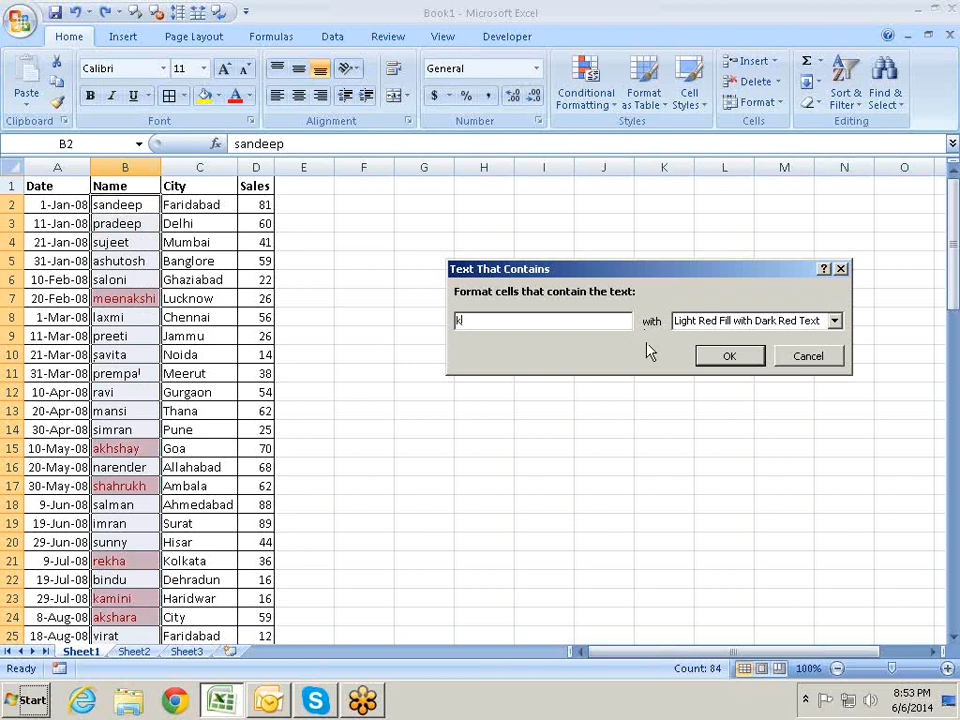 Book1 - Microsoft Excel
Home Insert Page Layout Formulas Data Review View Developer
Paste
Calibri 11
General
Conditional Formatting
Format as Table
Cell Styles
Insert
Delete
Format
Sort & Filter
Find & Select
Clipboard Font Alignment Number Styles Cells Editing
B2 fx sandeep
A B C D E F G H I J K L M N O
1 Date Name City Sales
2 1-Jan-08 sandeep Faridabad 81
3 11-Jan-08 pradeep Delhi 60
4 21-Jan-08 sujeet Mumbai 41
5 31-Jan-08 ashutosh Banglore 59
6 10-Feb-08 saloni Ghaziabad 22
7 20-Feb-08 meenakshi Lucknow 26
8 1-Mar-08 laxmi Chennai 56
9 11-Mar-08 preeti Jammu 26
10 21-Mar-08 savita Noida 14
11 31-Mar-08 prempal Meerut 38
12 10-Apr-08 ravi Gurgaon 54
13 20-Apr-08 mansi Thana 62
14 30-Apr-08 simran Pune 25
15 10-May-08 akhshay Goa 70
16 20-May-08 narender Allahabad 68
17 30-May-08 shahrukh Ambala 62
18 9-Jun-08 salman Ahmedabad 88
19 19-Jun-08 imran Surat 89
20 29-Jun-08 sunny Hisar 44
21 9-Jul-08 rekha Kolkata 36
22 19-Jul-08 bindu Dehradun 16
23 29-Jul-08 kamini Haridwar 16
24 8-Aug-08 akshara City 59
25 18-Aug-08 virat Faridabad 12
Text That Contains
Format cells that contain the text:
k with Light Red Fill with Dark Red Text
OK Cancel
Sheet1 Sheet2 Sheet3
Ready Count: 84 100%
Start
8:53 PM
6/6/2014